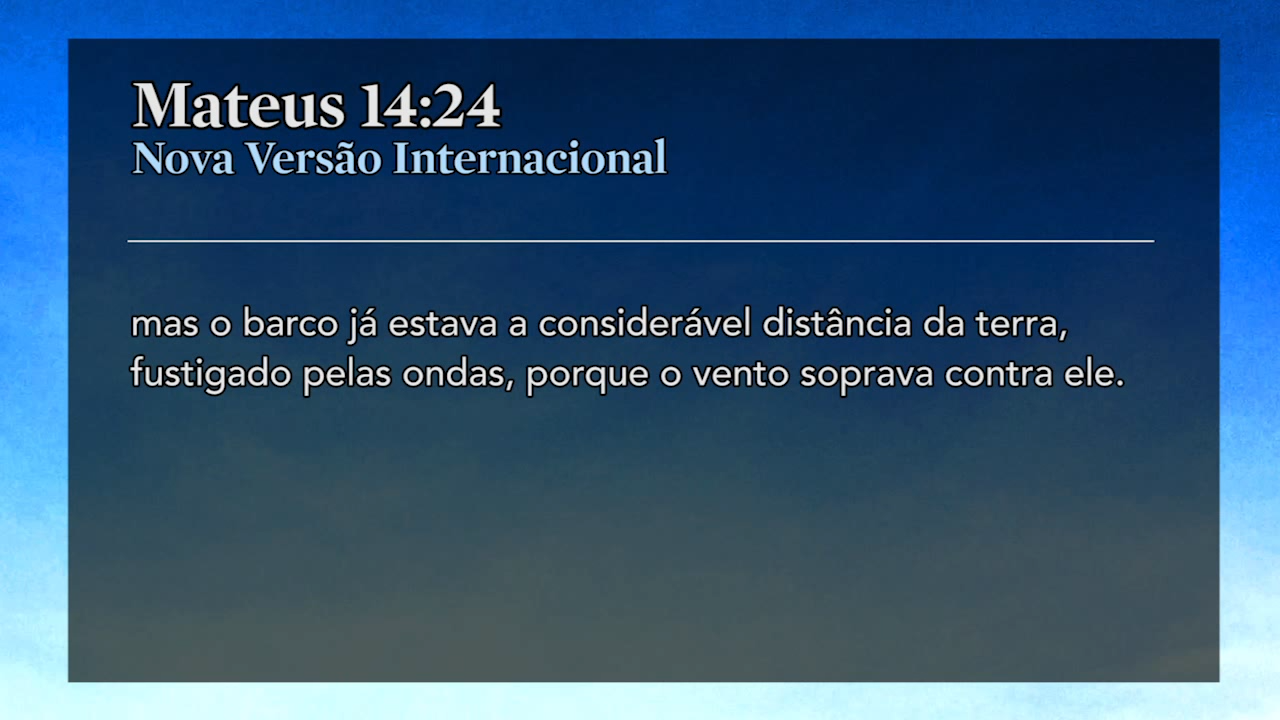 Mateus 14:24
Nova Versão Internacional
mas o barco já estava a considerável distância da terra,
fustigado pelas ondas, porque o vento soprava contra ele.